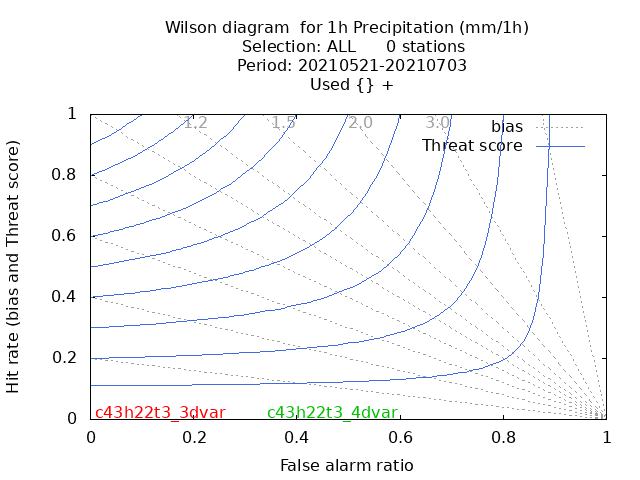 Wilson diagram  for 1h Precipitation (mm/1h)
Selection: ALL      0 stations
Period: 20210521-20210703
Used {} +
1.2 1.5 2.0 3.0
bias
Threat score
1
0.8
0.6
0.4
0.2
0
Hit rate (bias and Threat score)
c43h22t3_3dvar c43h22t3_4dvar
0 0.2 0.4 0.6 0.8 1
False alarm ratio